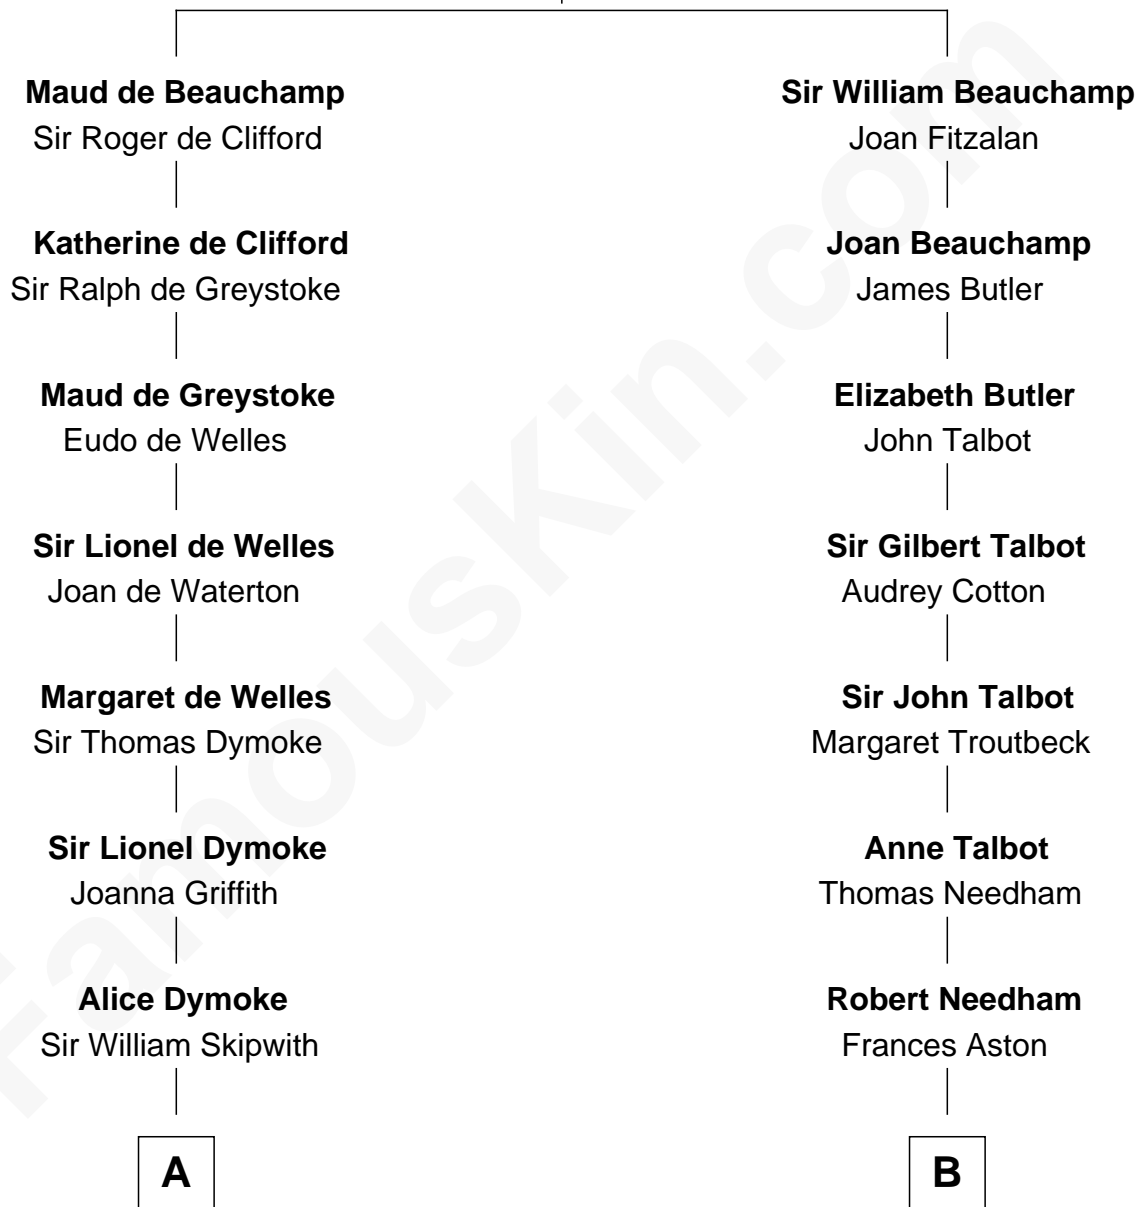 Maud de Beauchamp
Sir Roger de Clifford
Katherine de Clifford
Sir Ralph de Greystoke
Maud de Greystoke
Eudo de Welles
Sir Lionel de Welles
Joan de Waterton
Margaret de Welles
Sir Thomas Dymoke
Sir Lionel Dymoke
Joanna Griffith
Alice Dymoke
Sir William Skipwith
A
Sir William Beauchamp
Joan Fitzalan
Joan Beauchamp
James Butler
Elizabeth Butler
John Talbot
Sir Gilbert Talbot
Audrey Cotton
Sir John Talbot
Margaret Troutbeck
Anne Talbot
Thomas Needham
Robert Needham
Frances Aston
B
FamousKin.com